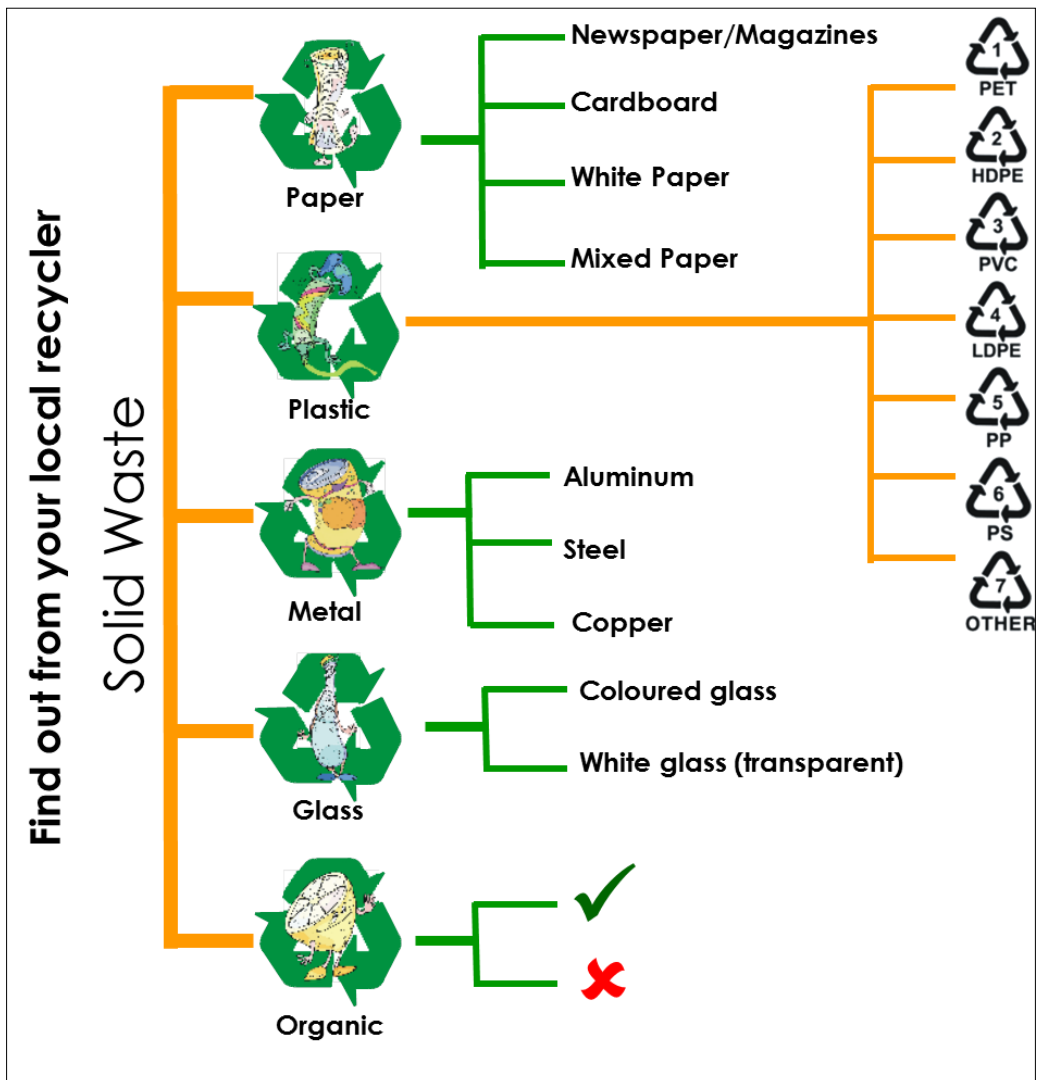 Find out from your local recycler
Solid Waste
Paper
Newspaper/Magazines
Cardboard
White Paper
Mixed Paper
Plastic
1
PET
2
HDPE
3
PVC
4
LDPE
5
PP
6
PS
7
OTHER
Metal
Aluminum
Steel
Copper
Glass
Coloured glass
White glass (transparent)
Organic